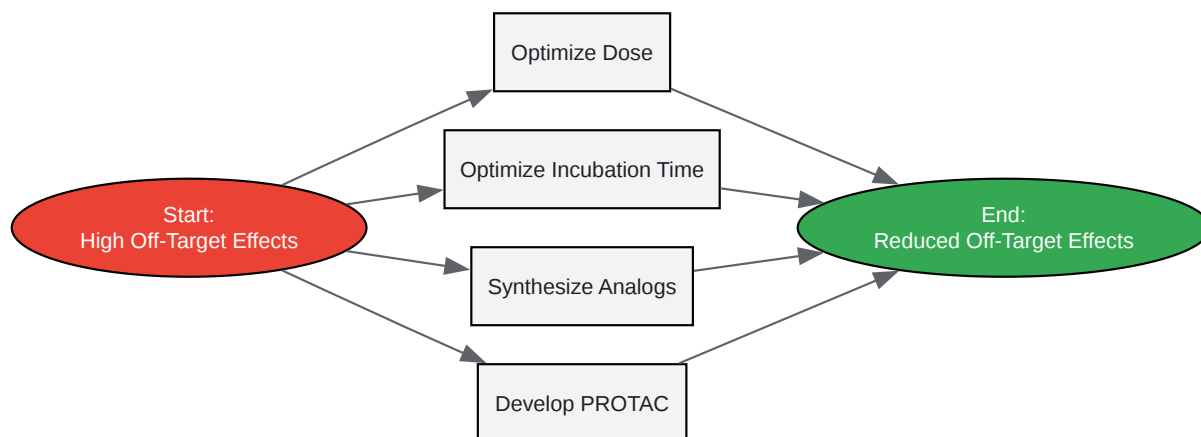 Optimize Dose
Optimize Incubation Time
Start:
High Off-Target Effects
End:
Reduced Off-Target Effects
Synthesize Analogs
Develop PROTAC